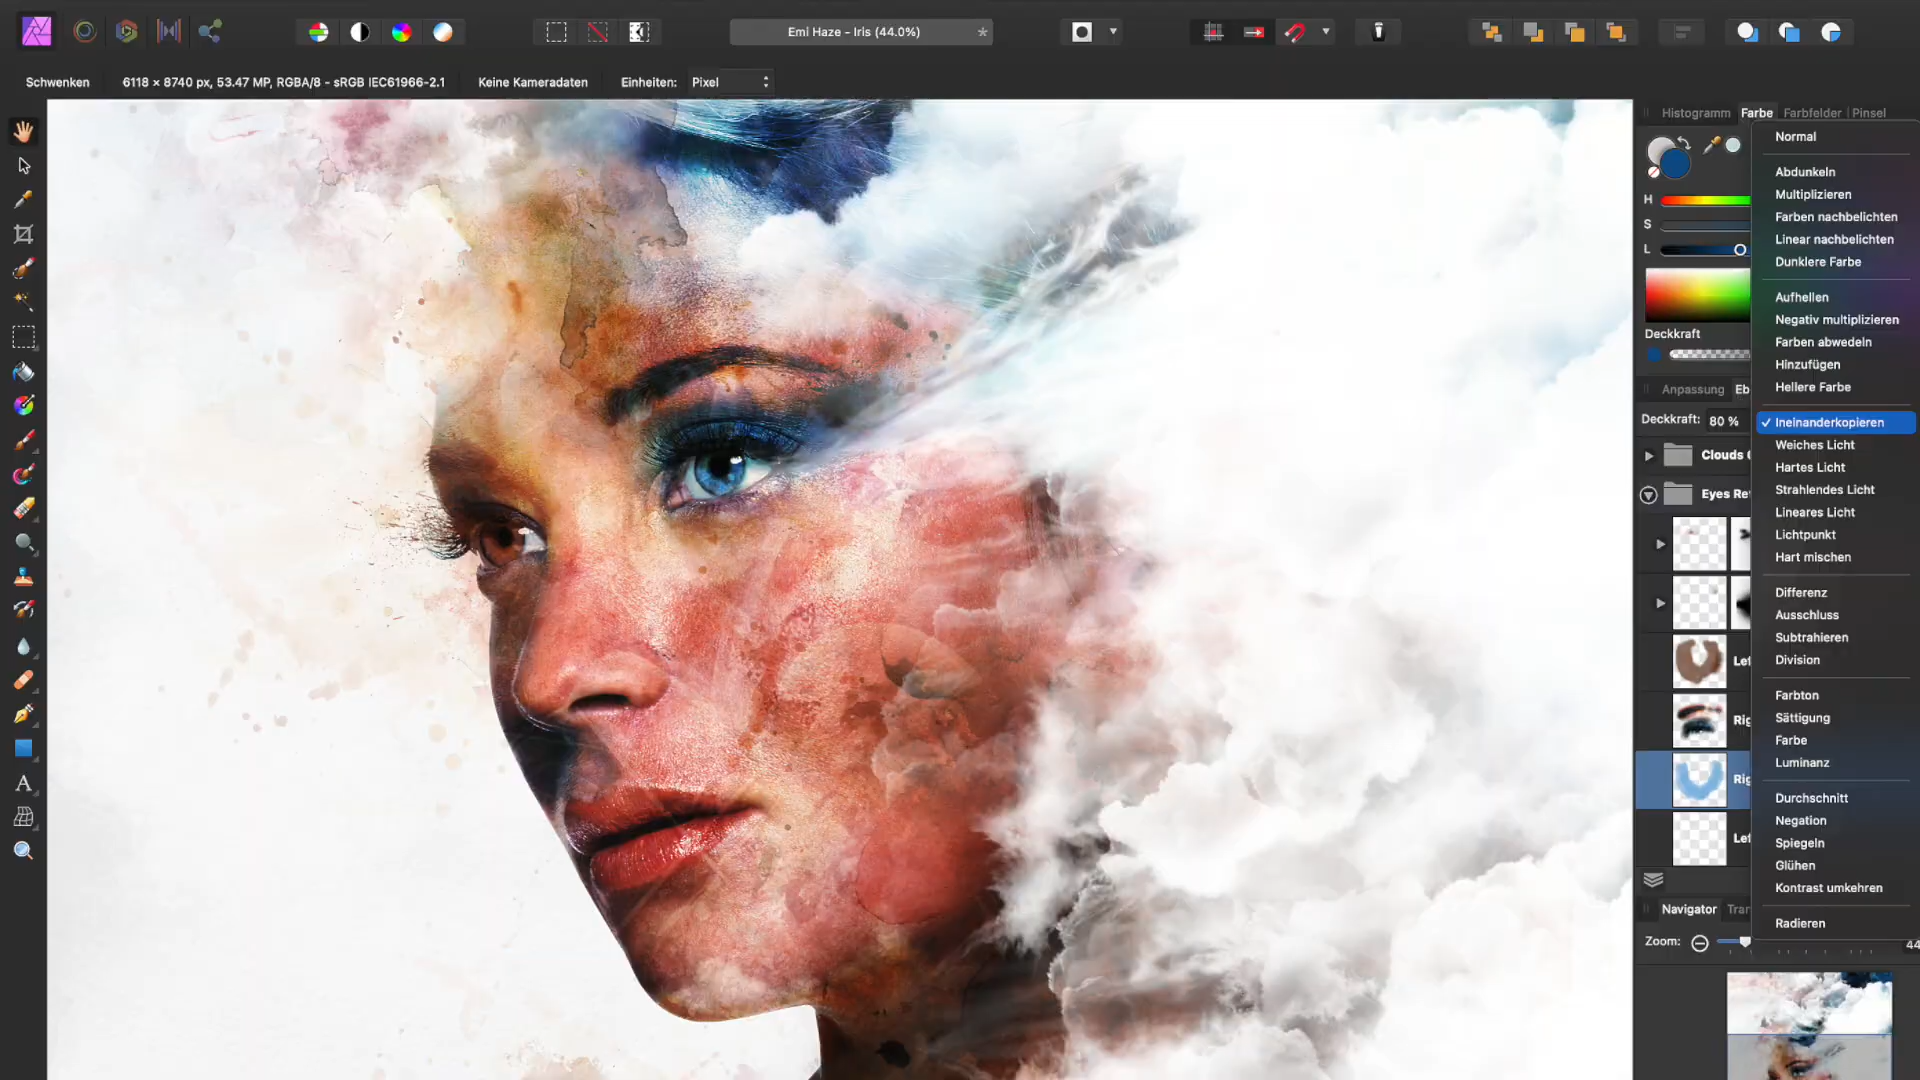 Emi Haze - Iris (44.0%)
Schwenken
6118 × 8740 px, 53.47 MP, RGBA/8 - sRGB IEC61966-2.1
Keine Kameradaten
Einheiten:
Pixel
Histogramm
Farbe
Farbfelder
Pinsel
H
S
L
Deckkraft
Anpassung
Eb
Deckkraft:
80 %
Clouds
Eyes Re
Lef
Rig
Rig
Lef
Navigator
Tran
Zoom:
44
Normal
Abdunkeln
Multiplizieren
Farben nachbelichten
Linear nachbelichten
Dunklere Farbe
Aufhellen
Negativ multiplizieren
Farben abwedeln
Hinzufügen
Hellere Farbe
Ineinanderkopieren
Weiches Licht
Hartes Licht
Strahlendes Licht
Lineares Licht
Lichtpunkt
Hart mischen
Differenz
Ausschluss
Subtrahieren
Division
Farbton
Sättigung
Farbe
Luminanz
Durchschnitt
Negation
Spiegeln
Glühen
Kontrast umkehren
Radieren